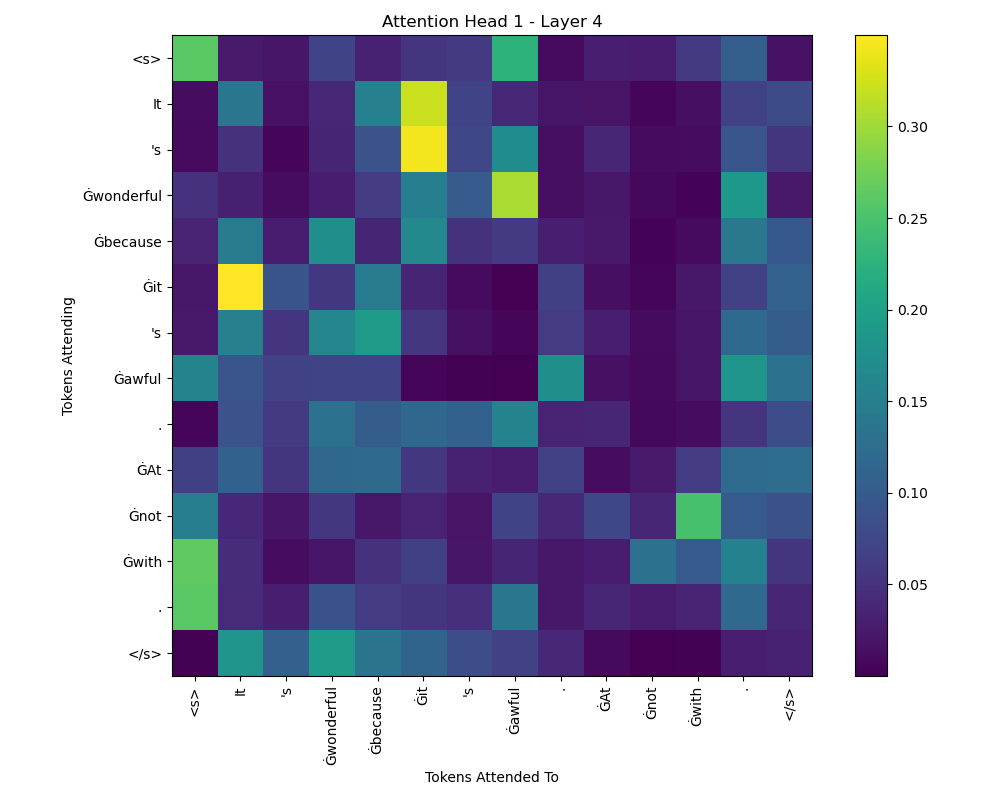 Attention Head 1 - Layer 4
Tokens Attending
<s>
It
's
Ġwonderful
Ġbecause
Ġit
's
Ġawful
.
ĠAt
Ġnot
Ġwith
.
</s>
<s>
It
's
Ġwonderful
Ġbecause
Ġit
's
Ġawful
.
ĠAt
Ġnot
Ġwith
.
</s>
Tokens Attended To
0.30
0.25
0.20
0.15
0.10
0.05